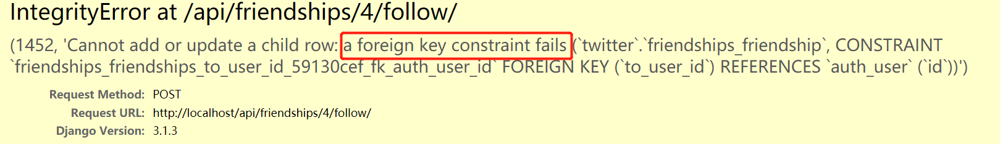 IntegrityError at /api/friendships/4/follow/
(1452, 'Cannot add or update a child row: a foreign key constraint fails (`twitter`.`friendships_friendship`, CONSTRAINT
`friendships_friendships_to_user_id_59130cef_fk_auth_user_id` FOREIGN KEY (`to_user_id`) REFERENCES `auth_user` (`id`))')
Request Method: POST
Request URL: http://localhost/api/friendships/4/follow/
Django Version: 3.1.3